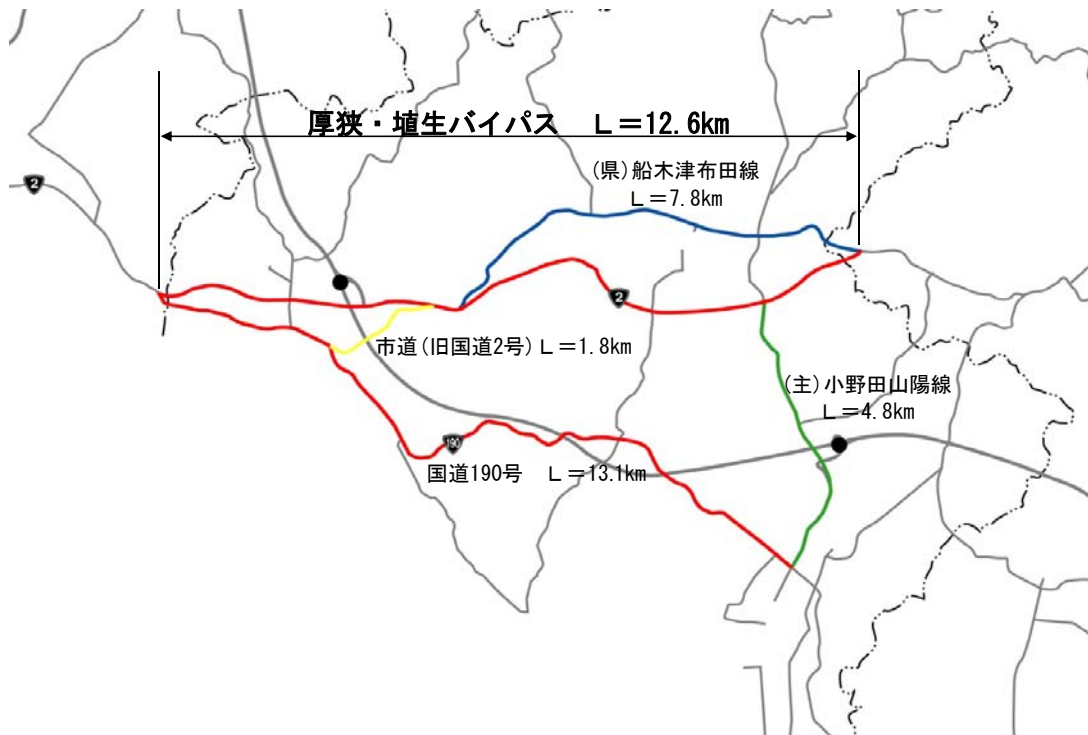 厚狭・埴生バイパス　L＝12.6km
(県)船木津布田線
L＝7.8km
2
2
市道(旧国道2号) L＝1.8km
(主)小野田山陽線
L＝4.8km
190
国道190号　L＝13.1km